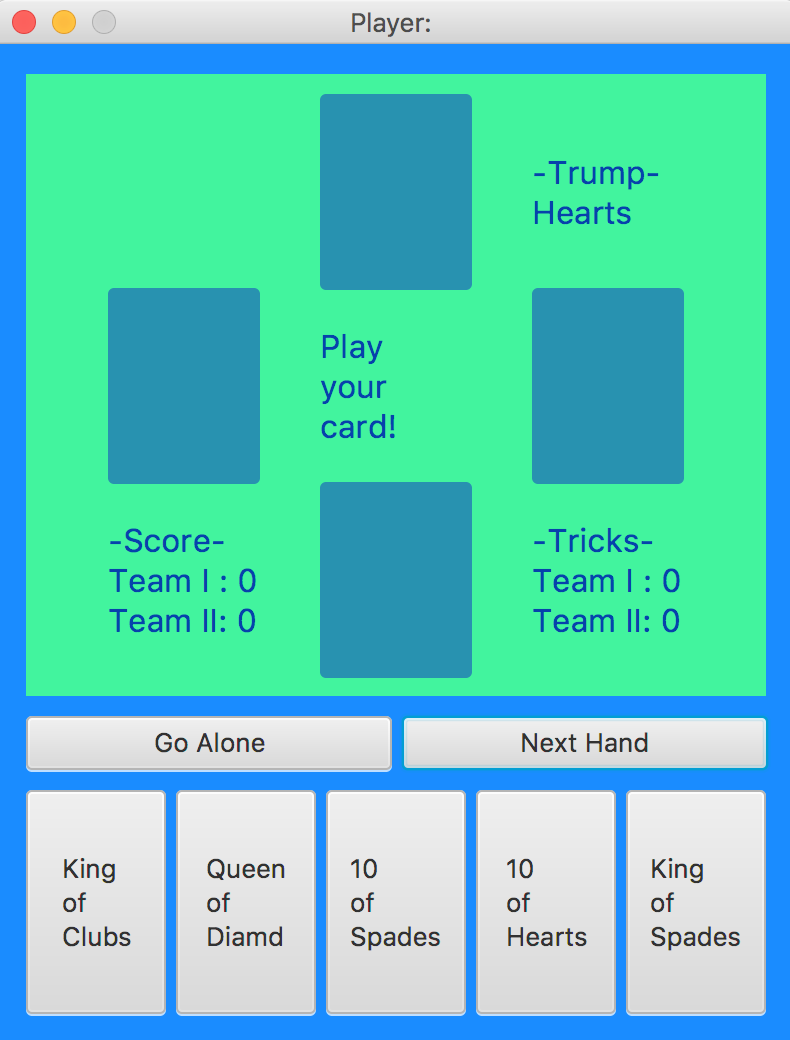 Player:
-Trump-
Hearts
Play
your
card!
-Score-
Team I : 0
Team II: 0
-Tricks-
Team I : 0
Team II: 0
Go Alone
Next Hand
King
of
Clubs
Queen
of
Diamd
10
of
Spades
10
of
Hearts
King
of
Spades